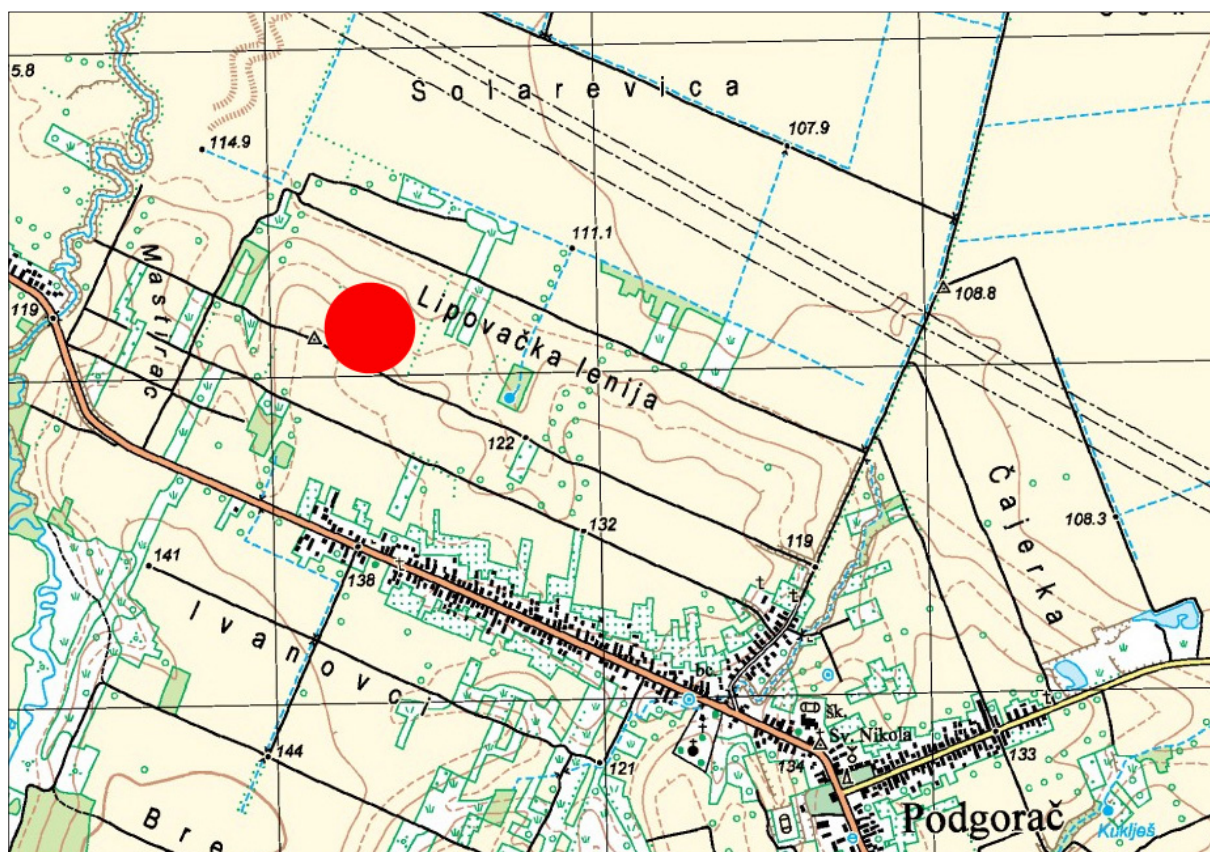 5.8
Solarevica
107.9
114.9
111.1
Mastirac
108.8
119
Lipovačka lenija
122
Čajerka
108.3
132
119
141
138
Ivanovci
bc.
šk.
Sv. Nikola
144
121
134
133
Bre
Podgorač
Kuklješ